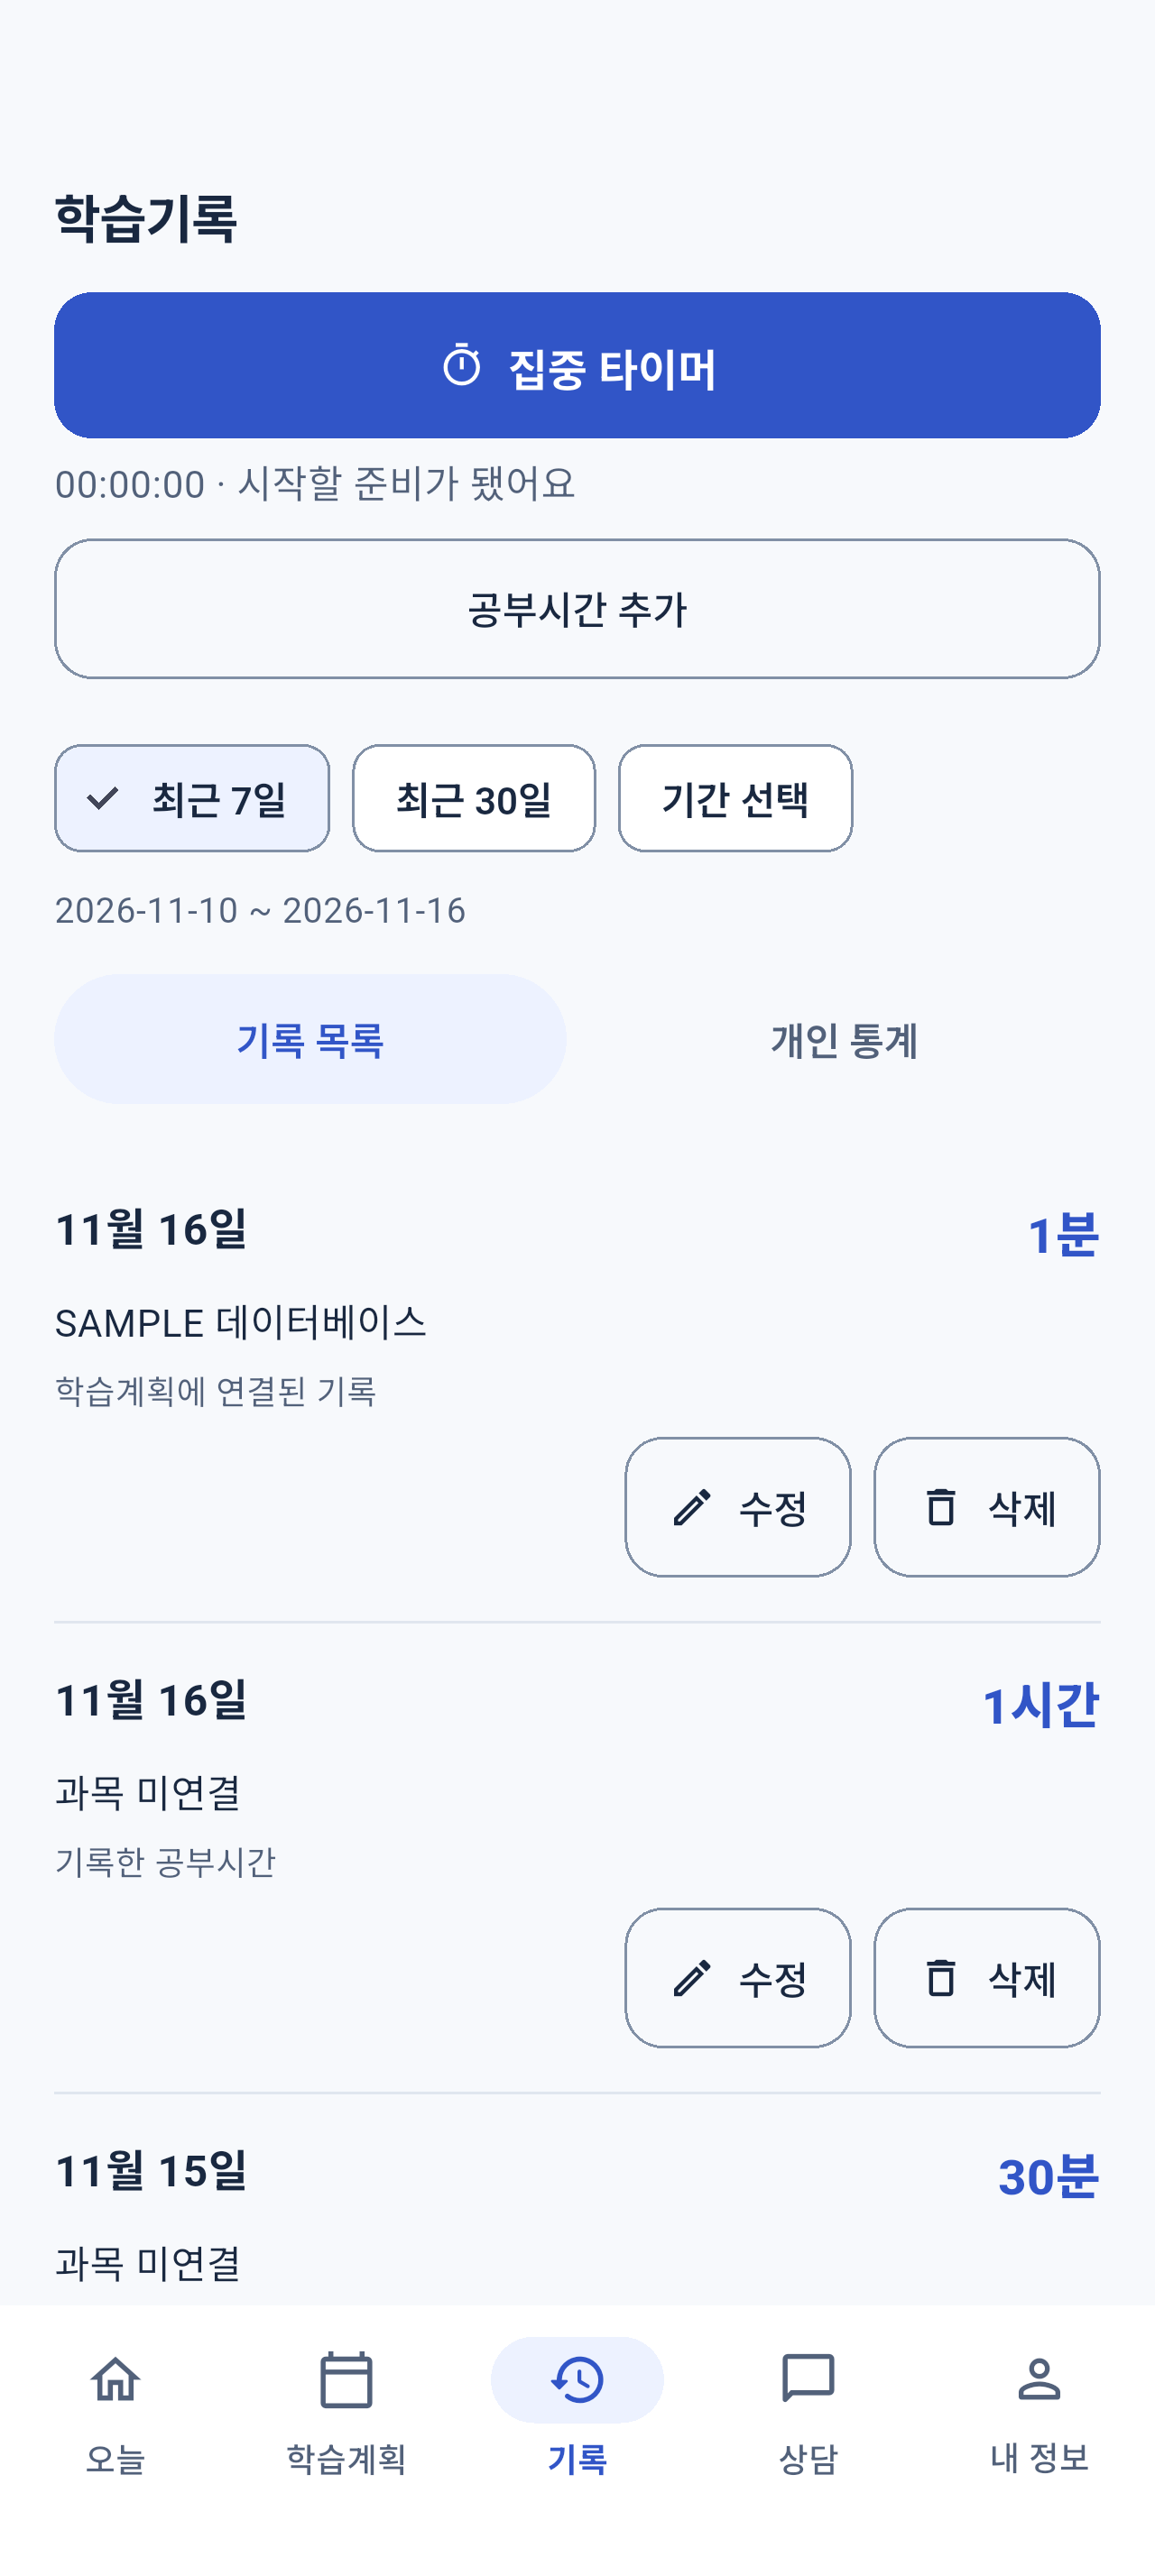 학습기록
집중 타이머
00:00:00 · 시작할 준비가 됐어요
공부시간 추가
최근 7일
최근 30일
기간 선택
2026-11-10 ~ 2026-11-16
기록 목록
개인 통계
11월 16일
1분
SAMPLE 데이터베이스
학습계획에 연결된 기록
수정
삭제
11월 16일
1시간
과목 미연결
기록한 공부시간
수정
삭제
11월 15일
30분
과목 미연결
오늘
학습계획
기록
상담
내 정보